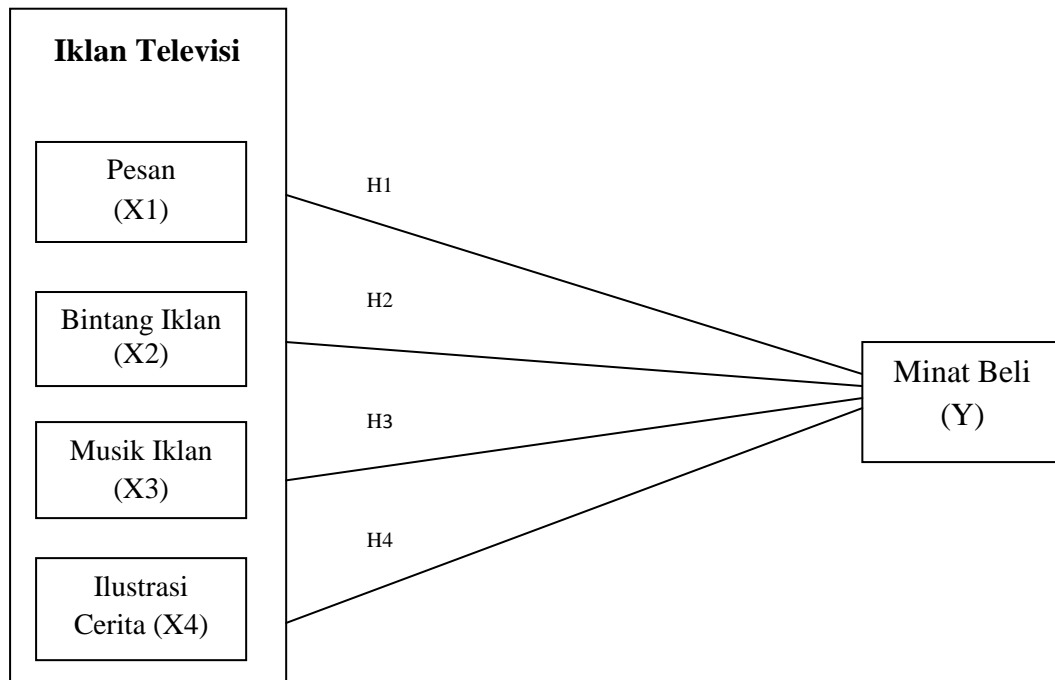 Iklan Televisi
Pesan
(X1)
H1
Bintang Iklan
(X2)
H2
Musik Iklan
(X3)
H3
Ilustrasi
Cerita (X4)
H4
Minat Beli
(Y)